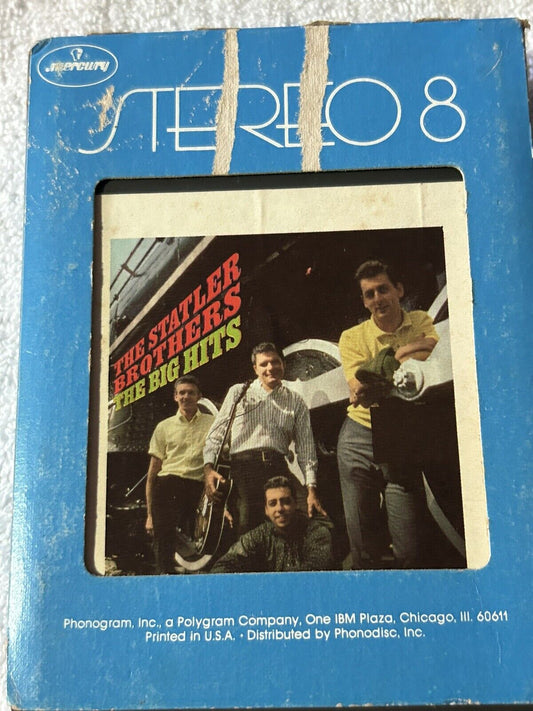 mercury
STEREO 8
THE STATLER
BROTHERS
THE BIG HITS
Phonogram, Inc., a Polygram Company, One IBM Plaza, Chicago, Ill. 60611
Printed in U.S.A. • Distributed by Phonodisc, Inc.